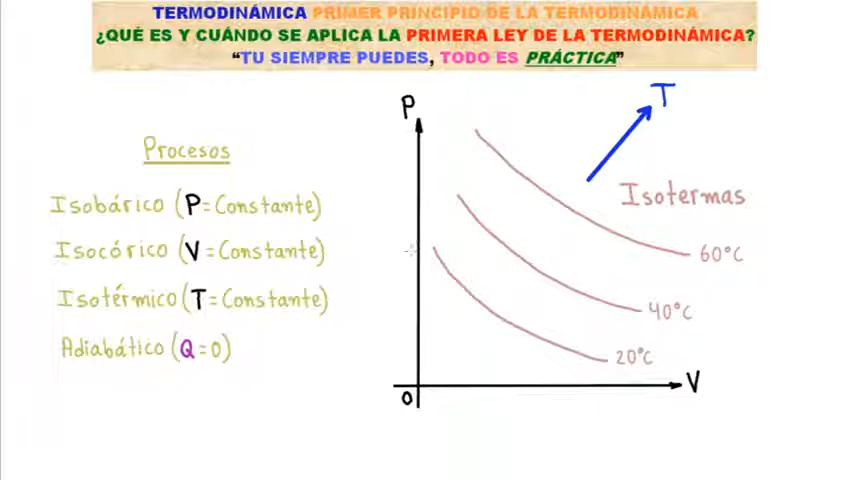 TERMODINÁMICA PRIMER PRINCIPIO DE LA TERMODINÁMICA
¿QUÉ ES Y CUÁNDO SE APLICA LA PRIMERA LEY DE LA TERMODINÁMICA?
“TU SIEMPRE PUEDES, TODO ES PRÁCTICA”
Procesos
Isobárico (P=Constante)
Isocórico (V=Constante)
Isotérmico (T=Constante)
Adiabático (Q=0)
P
T
Isotermas
60°C
40°C
20°C
V
0